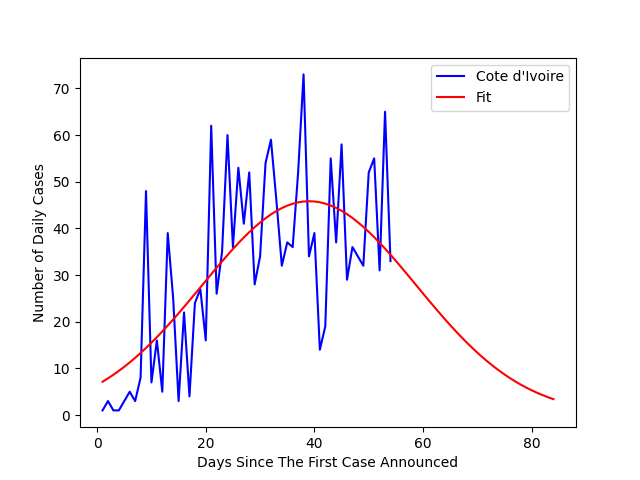 Cote d'Ivoire
Fit
Number of Daily Cases
70
60
50
40
30
20
10
0
0 20 40 60 80
Days Since The First Case Announced